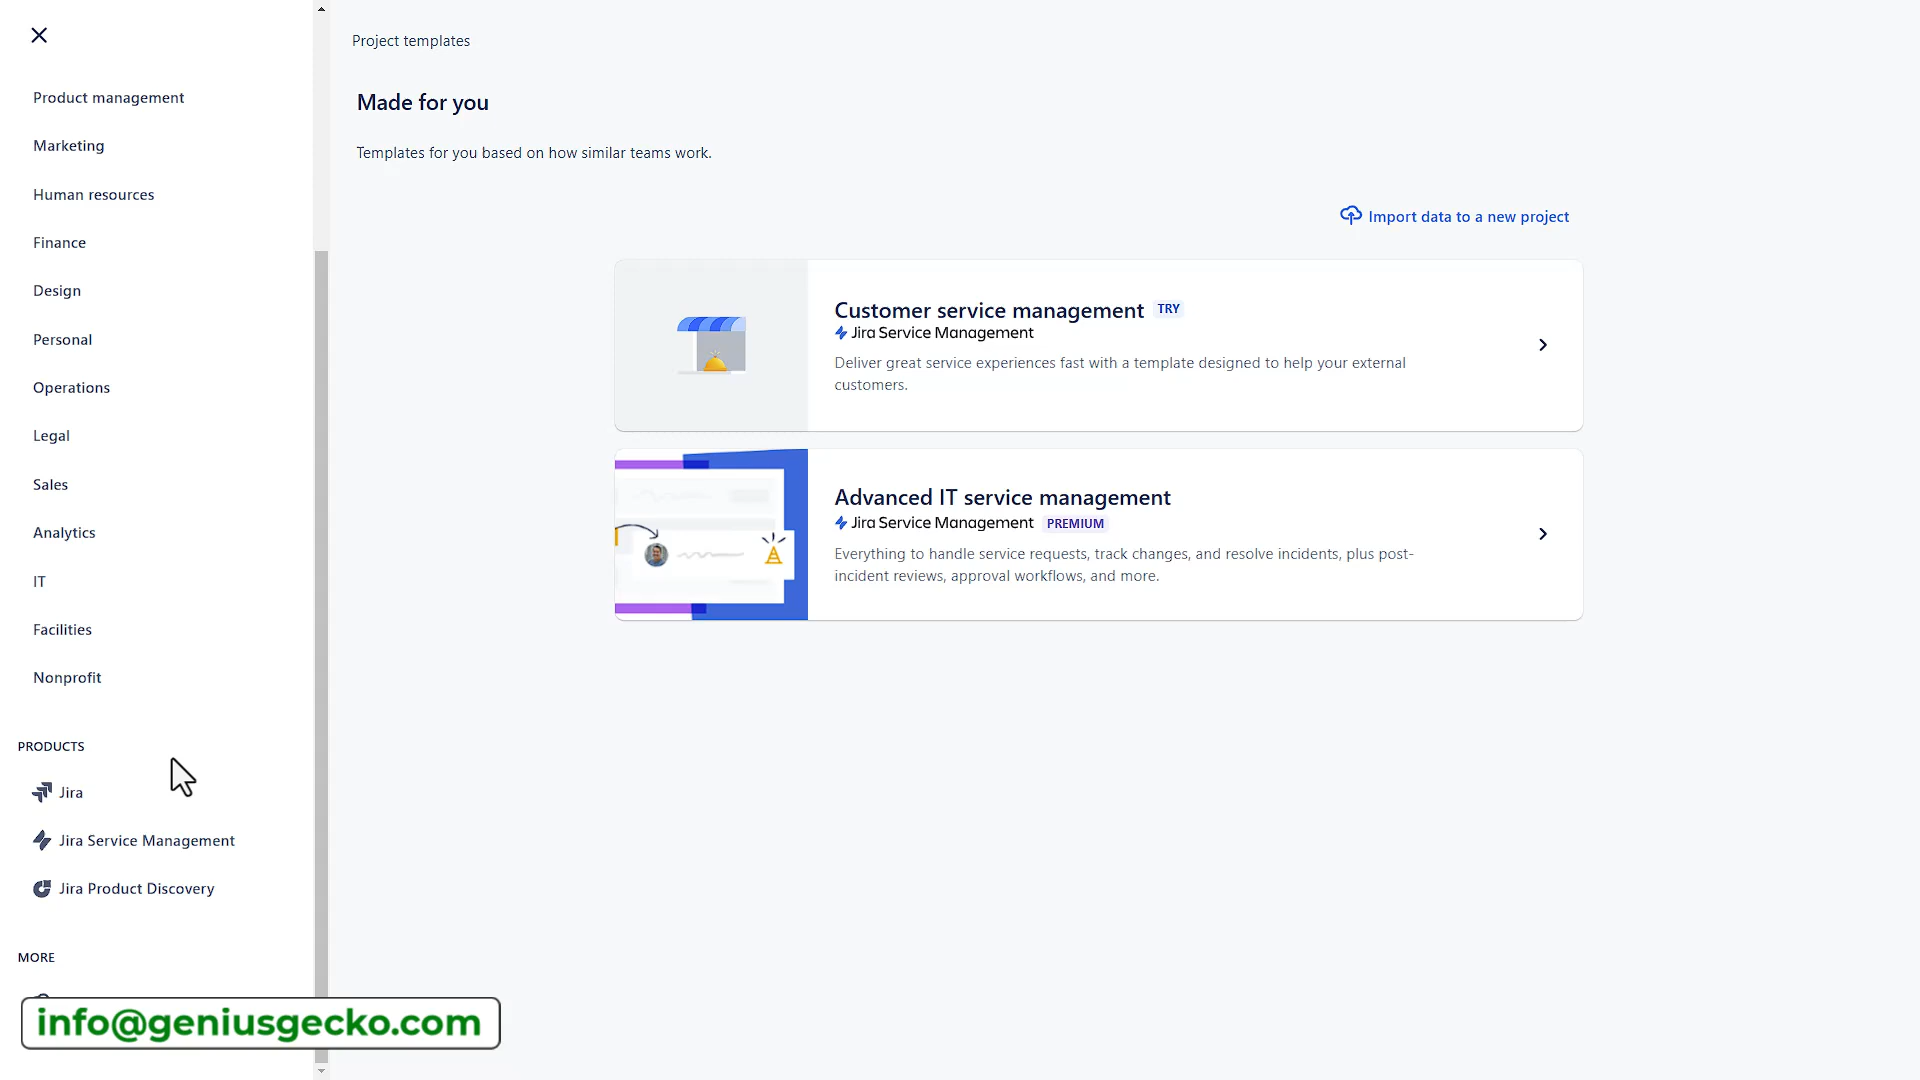 Product management
Marketing
Human resources
Finance
Design
Personal
Operations
Legal
Sales
Analytics
IT
Facilities
Nonprofit
PRODUCTS
Jira
Jira Service Management
Jira Product Discovery
MORE
info@geniusgecko.com
Project templates
Made for you
Templates for you based on how similar teams work.
Import data to a new project
Customer service management TRY
Jira Service Management
Deliver great service experiences fast with a template designed to help your external
customers.
Advanced IT service management
Jira Service Management PREMIUM
Everything to handle service requests, track changes, and resolve incidents, plus post-
incident reviews, approval workflows, and more.